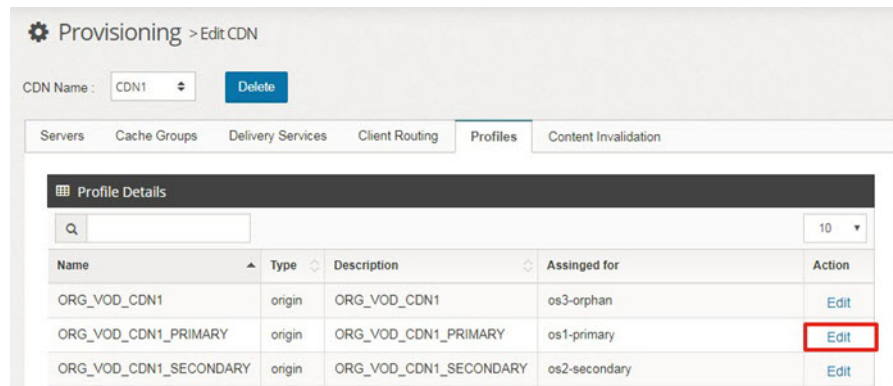 Provisioning > Edit CDN
CDN Name : CDN1 Delete
Servers Cache Groups Delivery Services Client Routing Profiles Content Invalidation
Profile Details
10
Name Type Description Assinged for Action
ORG_VOD_CDN1 origin ORG_VOD_CDN1 os3-orphan Edit
ORG_VOD_CDN1_PRIMARY origin ORG_VOD_CDN1_PRIMARY os1-primary Edit
ORG_VOD_CDN1_SECONDARY origin ORG_VOD_CDN1_SECONDARY os2-secondary Edit